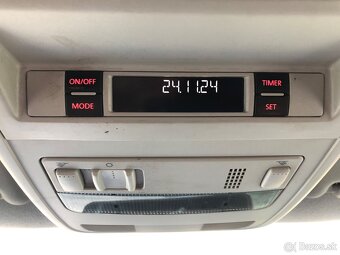 ON/OFF
24.11.24
TIMER
MODE
SET
bazos.sk